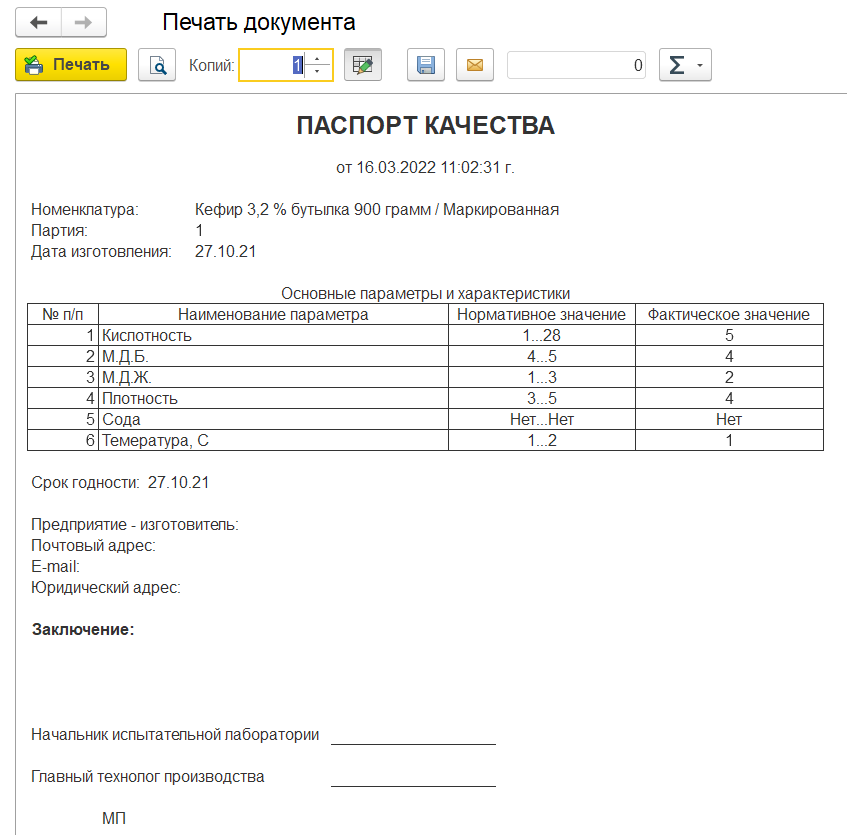 Печать документа
Печать Копий: 1 0 Σ
ПАСПОРТ КАЧЕСТВА
от 16.03.2022 11:02:31 г.
Номенклатура: Кефир 3,2 % бутылка 900 грамм / Маркированная
Партия: 1
Дата изготовления: 27.10.21
Основные параметры и характеристики
№ п/п Наименование параметра Нормативное значение Фактическое значение
1 Кислотность 1...28 5
2 М.Д.Б. 4...5 4
3 М.Д.Ж. 1...3 2
4 Плотность 3...5 4
5 Сода Нет...Нет Нет
6 Темература, С 1...2 1
Срок годности: 27.10.21
Предприятие - изготовитель:
Почтовый адрес:
E-mail:
Юридический адрес:
Заключение:
Начальник испытательной лаборатории
Главный технолог производства
МП